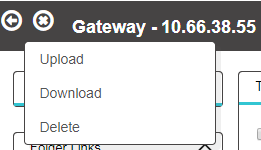 Gateway - 10.66.38.55
Upload
Download
Delete
Folder Links
T